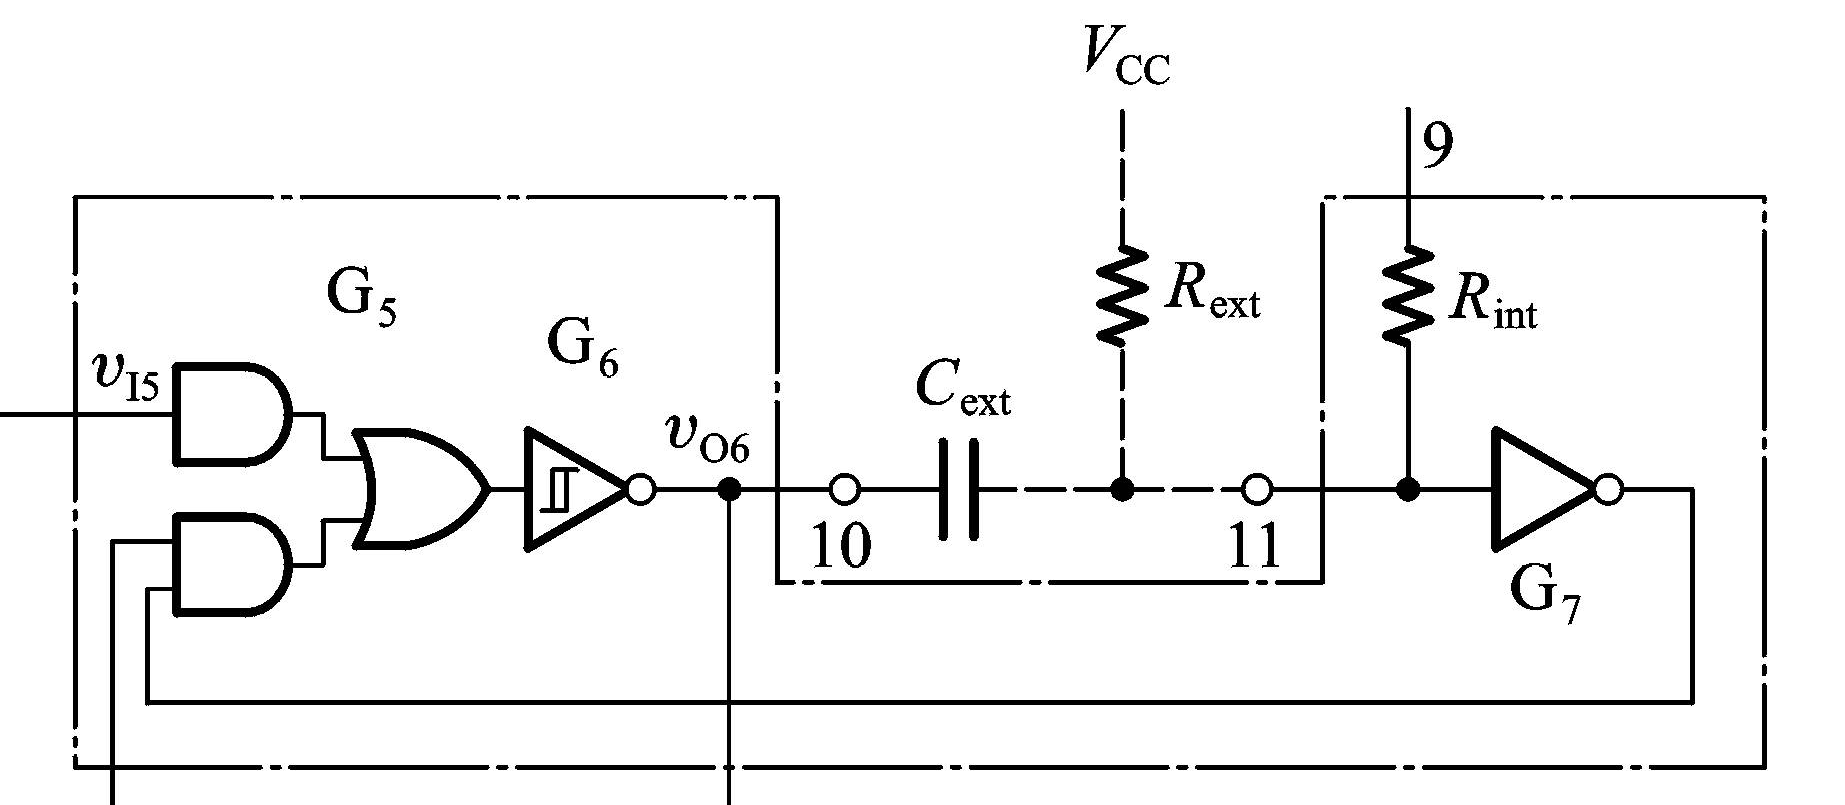 V_CC
9
G_5
R_ext
R_int
G_6
v_I5
C_ext
v_O6
10
11
G_7